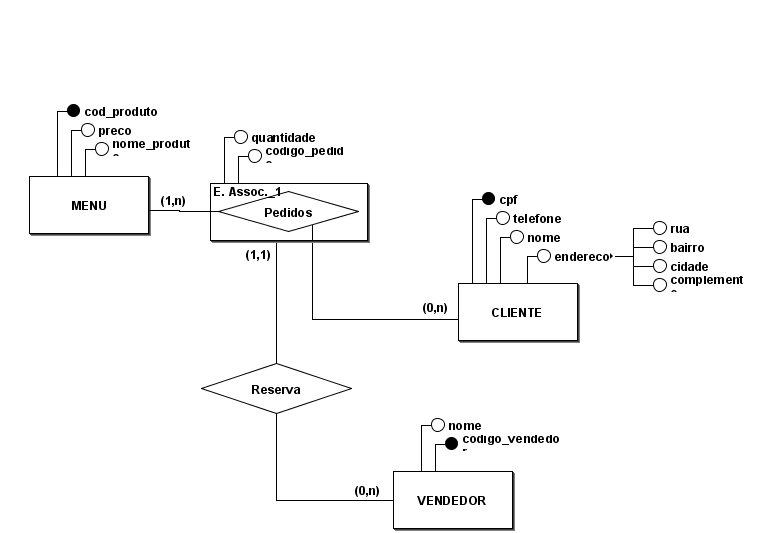 cod_produto
preco
nome_produt
MENU
(1,n)
quantidade
codigo_pedid
E. Assoc._1
Pedidos
(1,1)
cpf
telefone
nome
endereco
rua
bairro
cidade
complement
(0,n)
CLIENTE
Reserva
nome
codigo_vendedo
(0,n)
VENDEDOR